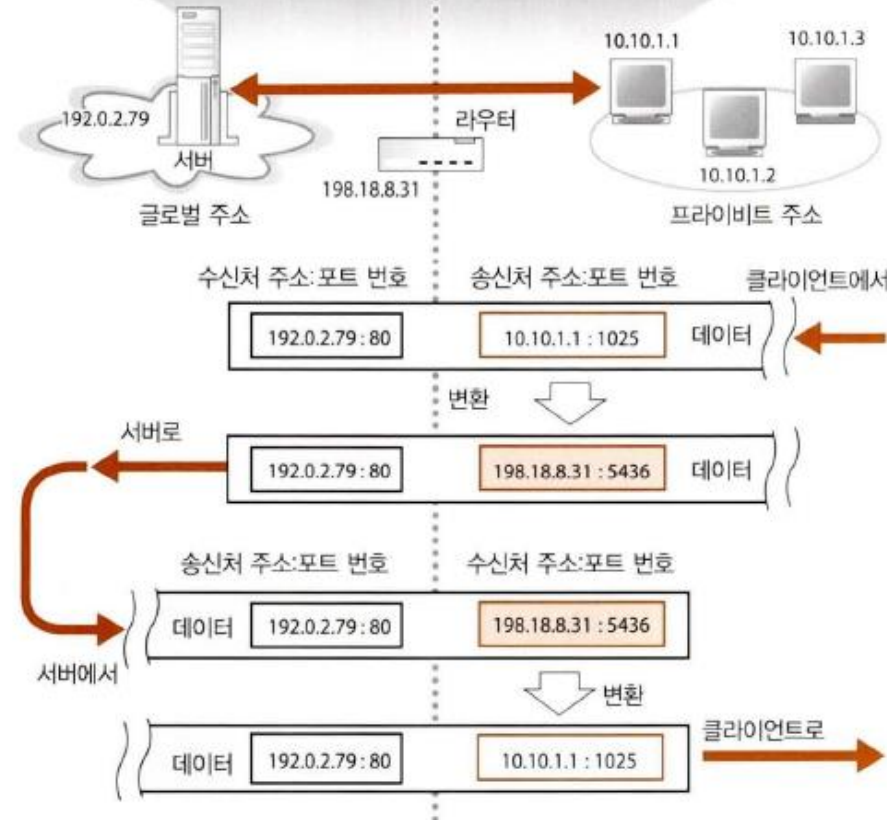 10.10.1.1
10.10.1.3
192.0.2.79
서버
라우터
198.18.8.31
10.10.1.2
글로벌 주소
프라이비트 주소
수신처 주소:포트 번호
송신처 주소:포트 번호
클라이언트에서
192.0.2.79 : 80
10.10.1.1 : 1025
데이터
변환
서버로
192.0.2.79 : 80
198.18.8.31 : 5436
데이터
송신처 주소:포트 번호
수신처 주소:포트 번호
데이터
192.0.2.79 : 80
198.18.8.31 : 5436
서버에서
변환
클라이언트로
데이터
192.0.2.79 : 80
10.10.1.1 : 1025